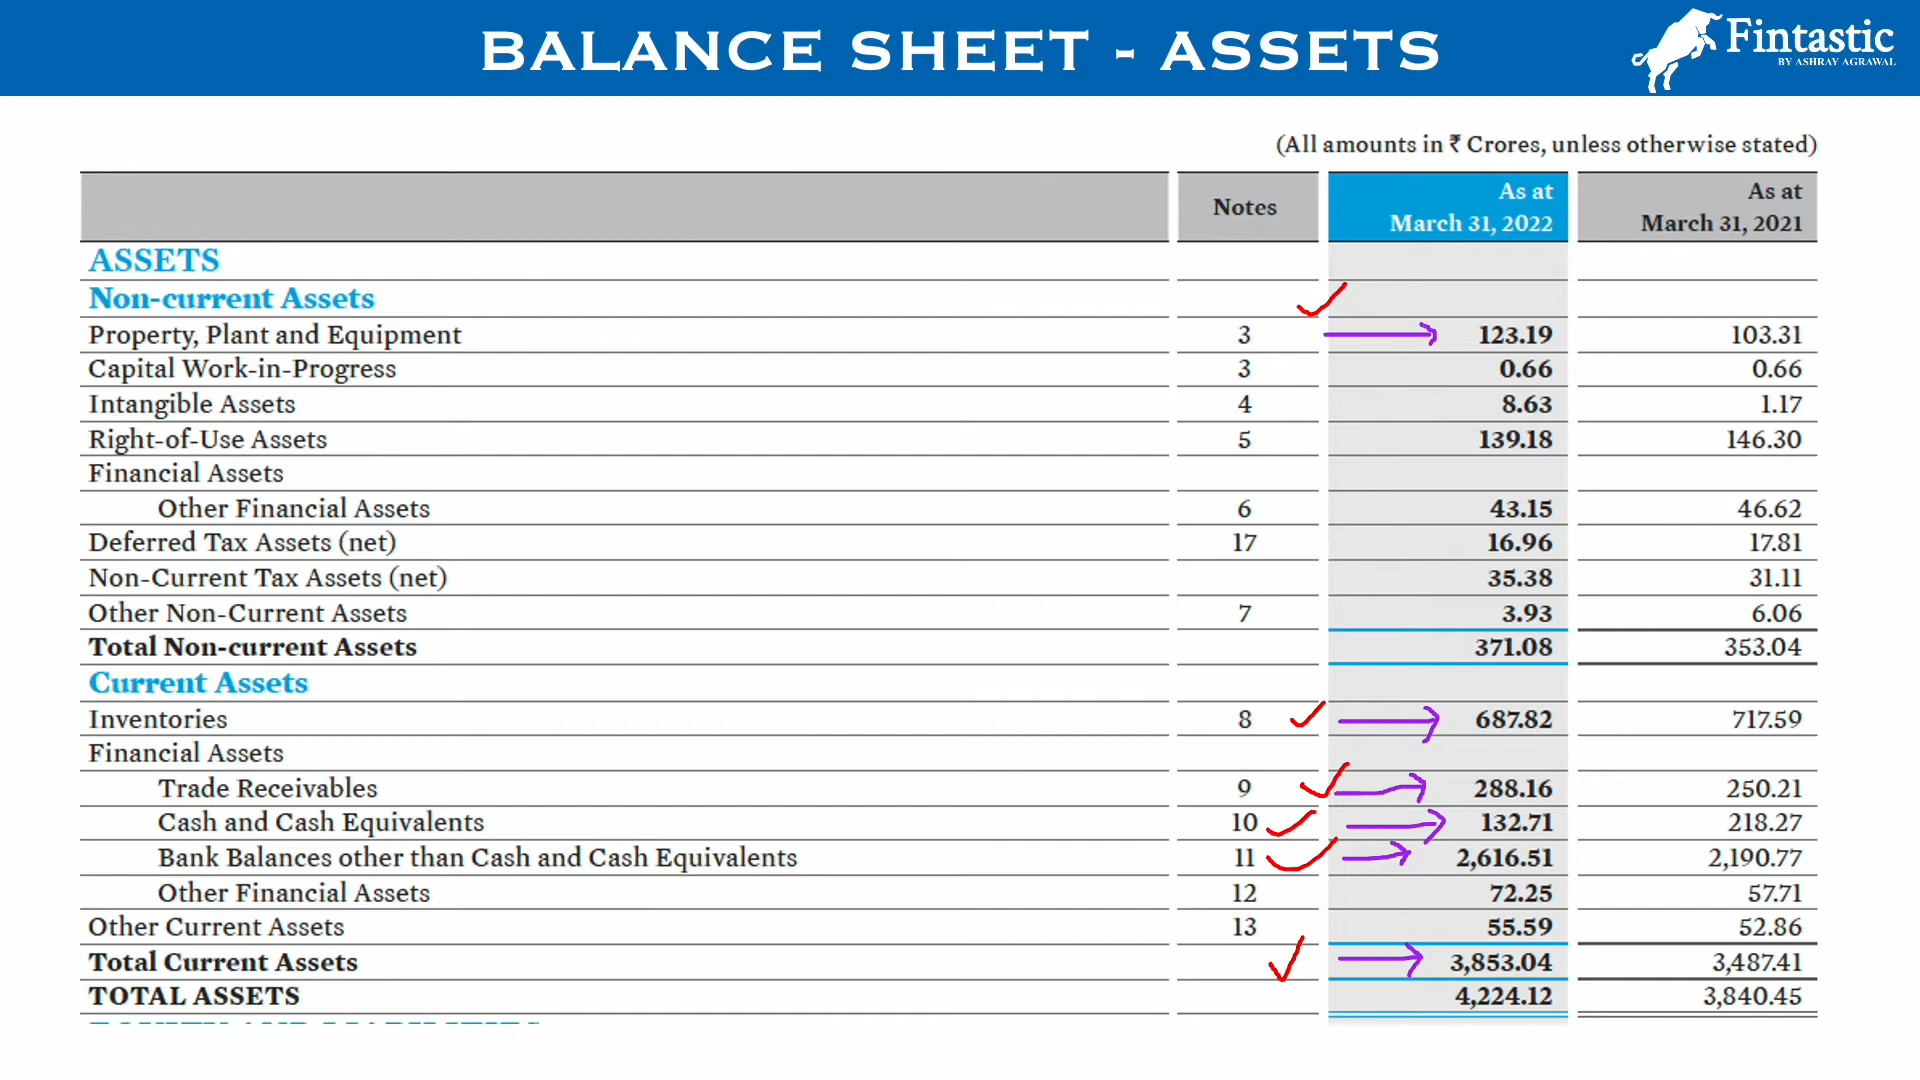 BALANCE SHEET - ASSETS
Fintastic
BY ASHRAY AGRAWAL
(All amounts in ₹ Crores, unless otherwise stated)
Notes As at March 31, 2022 As at March 31, 2021
ASSETS
Non-current Assets
Property, Plant and Equipment 3 123.19 103.31
Capital Work-in-Progress 3 0.66 0.66
Intangible Assets 4 8.63 1.17
Right-of-Use Assets 5 139.18 146.30
Financial Assets
Other Financial Assets 6 43.15 46.62
Deferred Tax Assets (net) 17 16.96 17.81
Non-Current Tax Assets (net) 35.38 31.11
Other Non-Current Assets 7 3.93 6.06
Total Non-current Assets 371.08 353.04
Current Assets
Inventories 8 687.82 717.59
Financial Assets
Trade Receivables 9 288.16 250.21
Cash and Cash Equivalents 10 132.71 218.27
Bank Balances other than Cash and Cash Equivalents 11 2,616.51 2,190.77
Other Financial Assets 12 72.25 57.71
Other Current Assets 13 55.59 52.86
Total Current Assets 3,853.04 3,487.41
TOTAL ASSETS 4,224.12 3,840.45